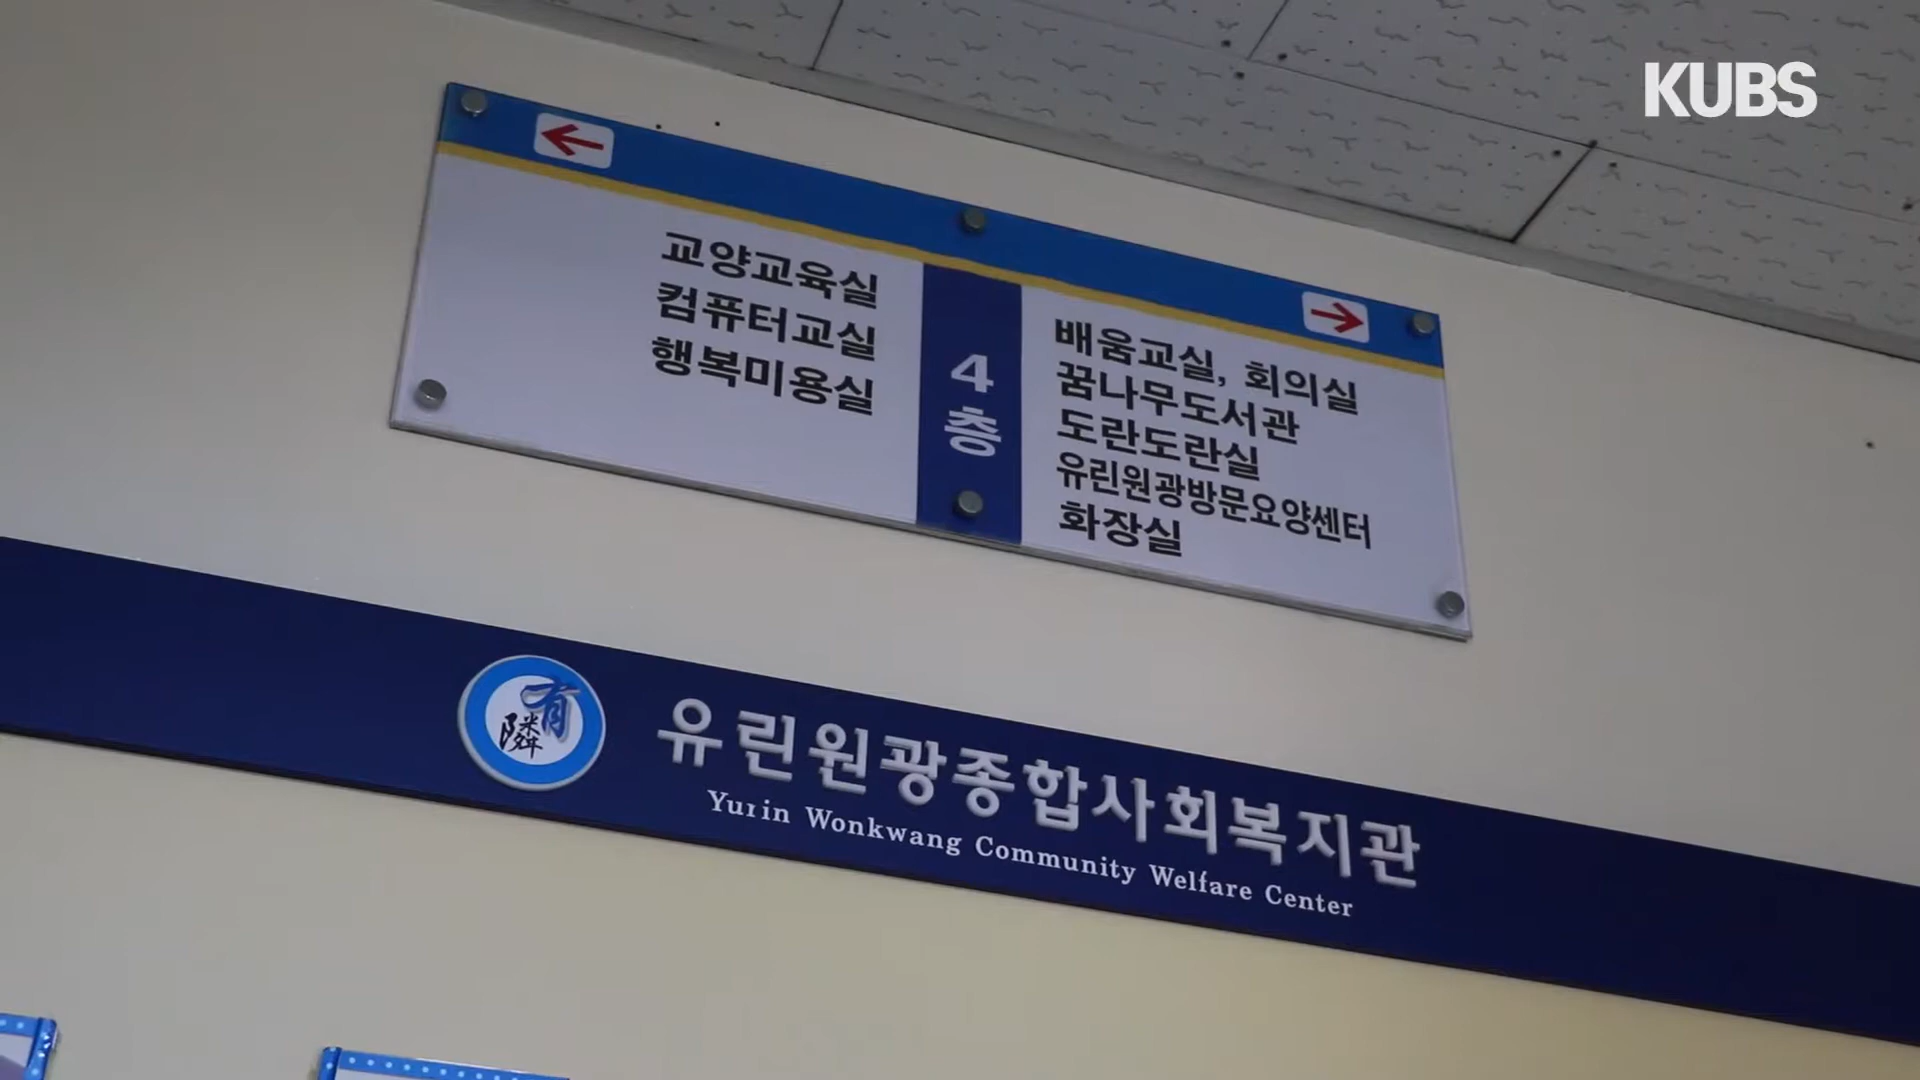 KUBS
교양교육실
컴퓨터교실
행복미용실
4
층
배움교실, 회의실
꿈나무도서관
도란도란실
유린원광방문요양센터
화장실
有
隣
유린원광종합사회복지관
Yurin Wonkwang Community Welfare Center